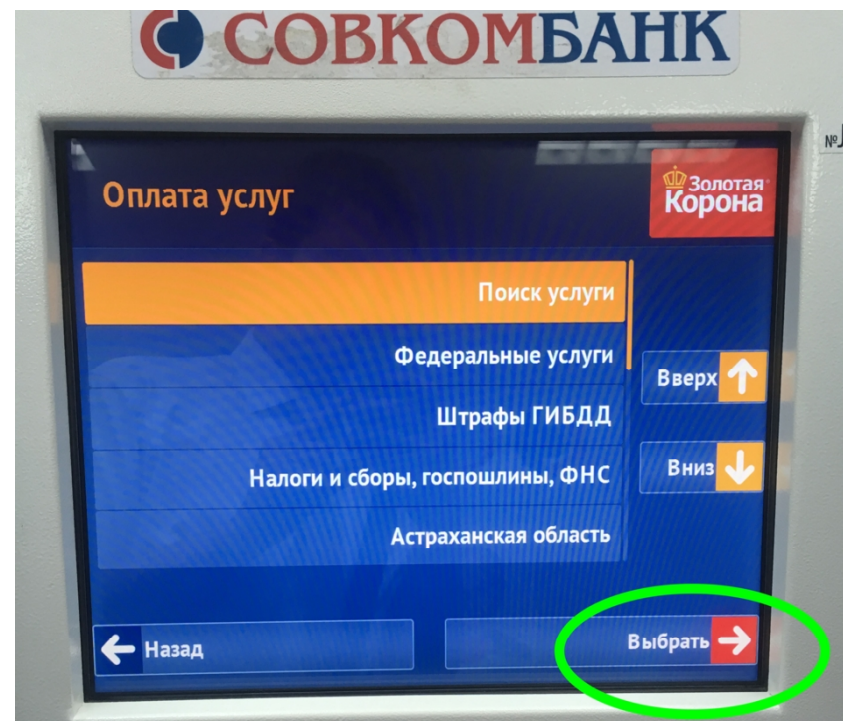 СОВКОМБАНК
№
Оплата услуг
Золотая
Корона
Поиск услуги
Федеральные услуги
Штрафы ГИБДД
Налоги и сборы, госпошлины, ФНС
Астраханская область
Вверх
Вниз
Назад
Выбрать